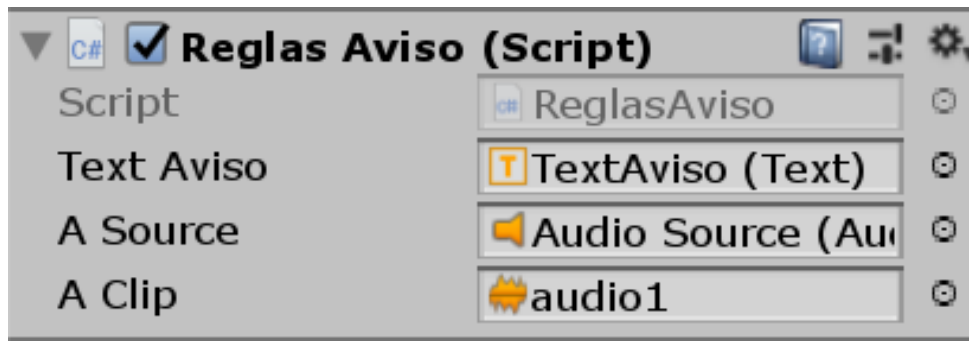 C# Reglas Aviso (Script) ?
Script C# ReglasAviso
Text Aviso T TextAviso (Text)
A Source Audio Source (Au
A Clip audio1